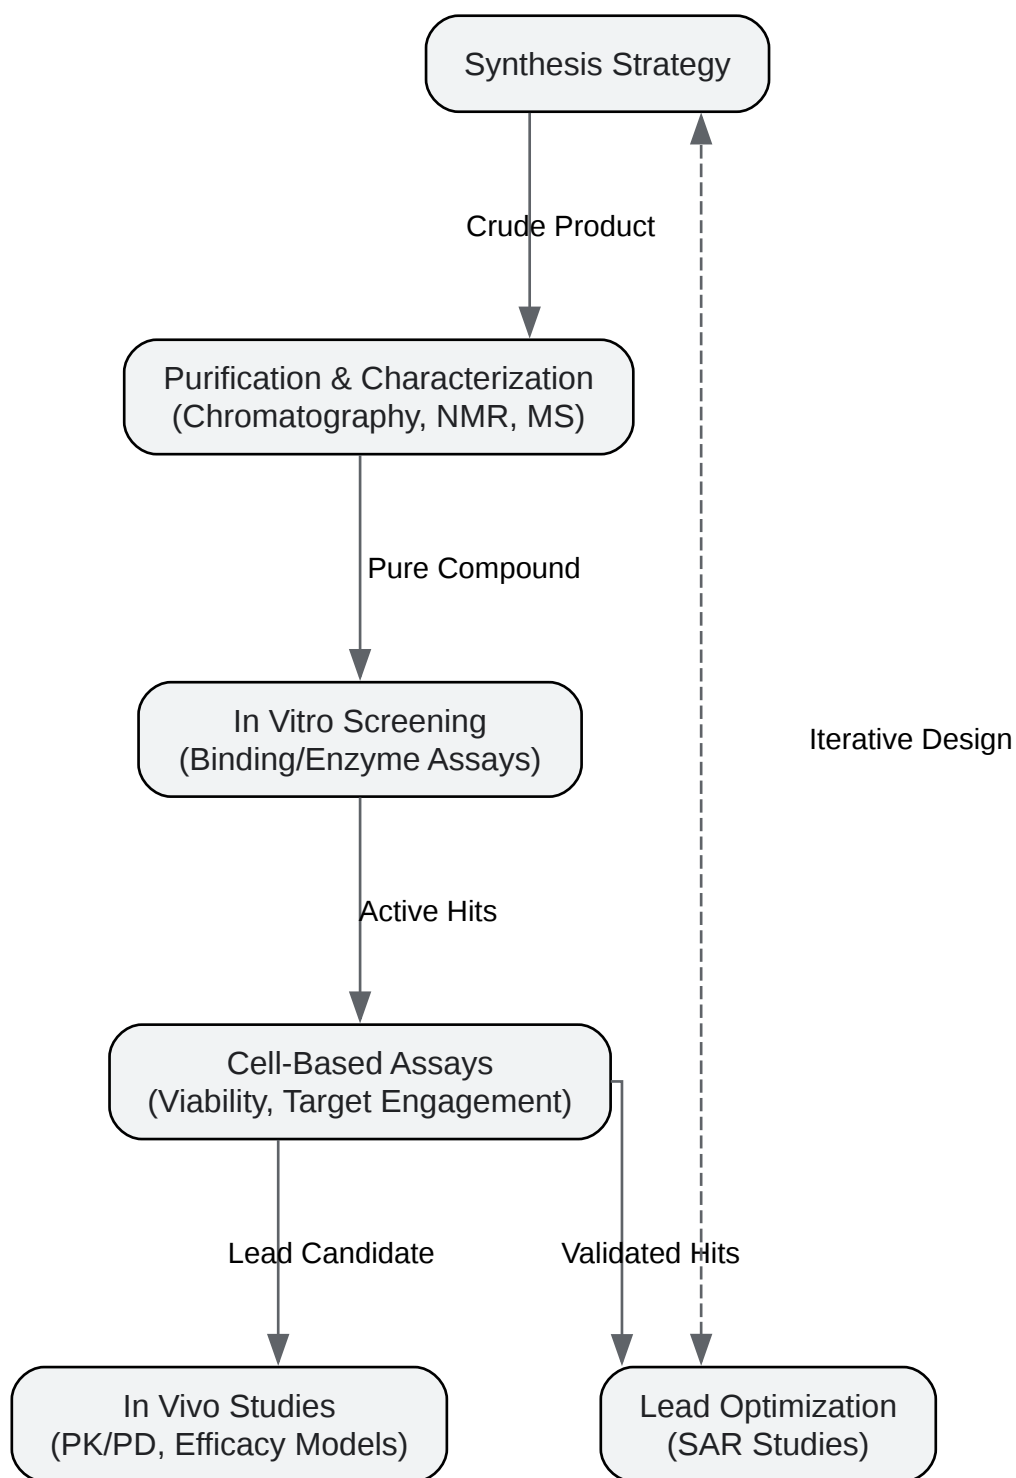 Synthesis Strategy
Crude Product
Purification & Characterization
(Chromatography, NMR, MS)
Pure Compound
In Vitro Screening
(Binding/Enzyme Assays)
Iterative Design
Active Hits
Cell-Based Assays
(Viability, Target Engagement)
Lead Candidate
Validated Hits
In Vivo Studies
(PK/PD, Efficacy Models)
Lead Optimization
(SAR Studies)